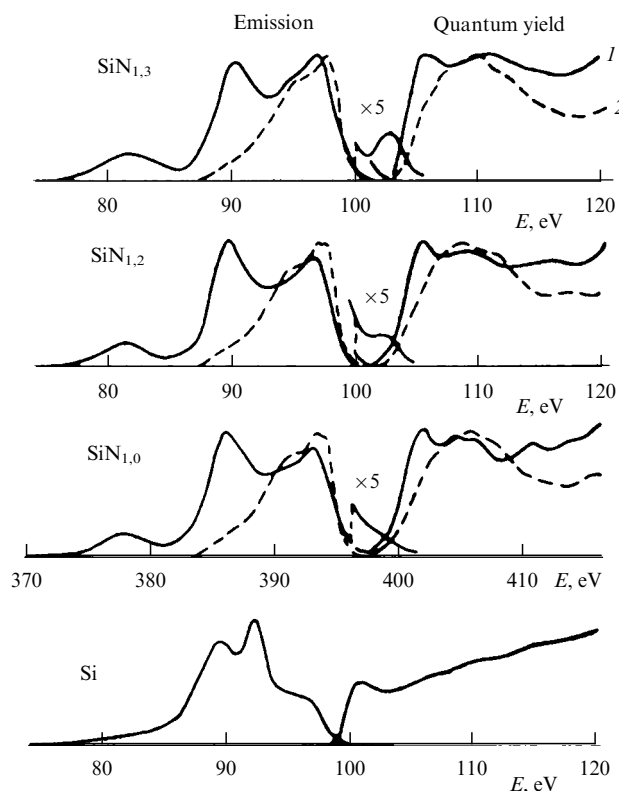 Emission Quantum yield
SiN1,3
1
×5
2
80 90 100 110 120
E, eV
SiN1,2
×5
80 90 100 110 120
E, eV
SiN1,0
×5
370 380 390 400 410 E, eV
Si
80 90 100 110 120
E, eV